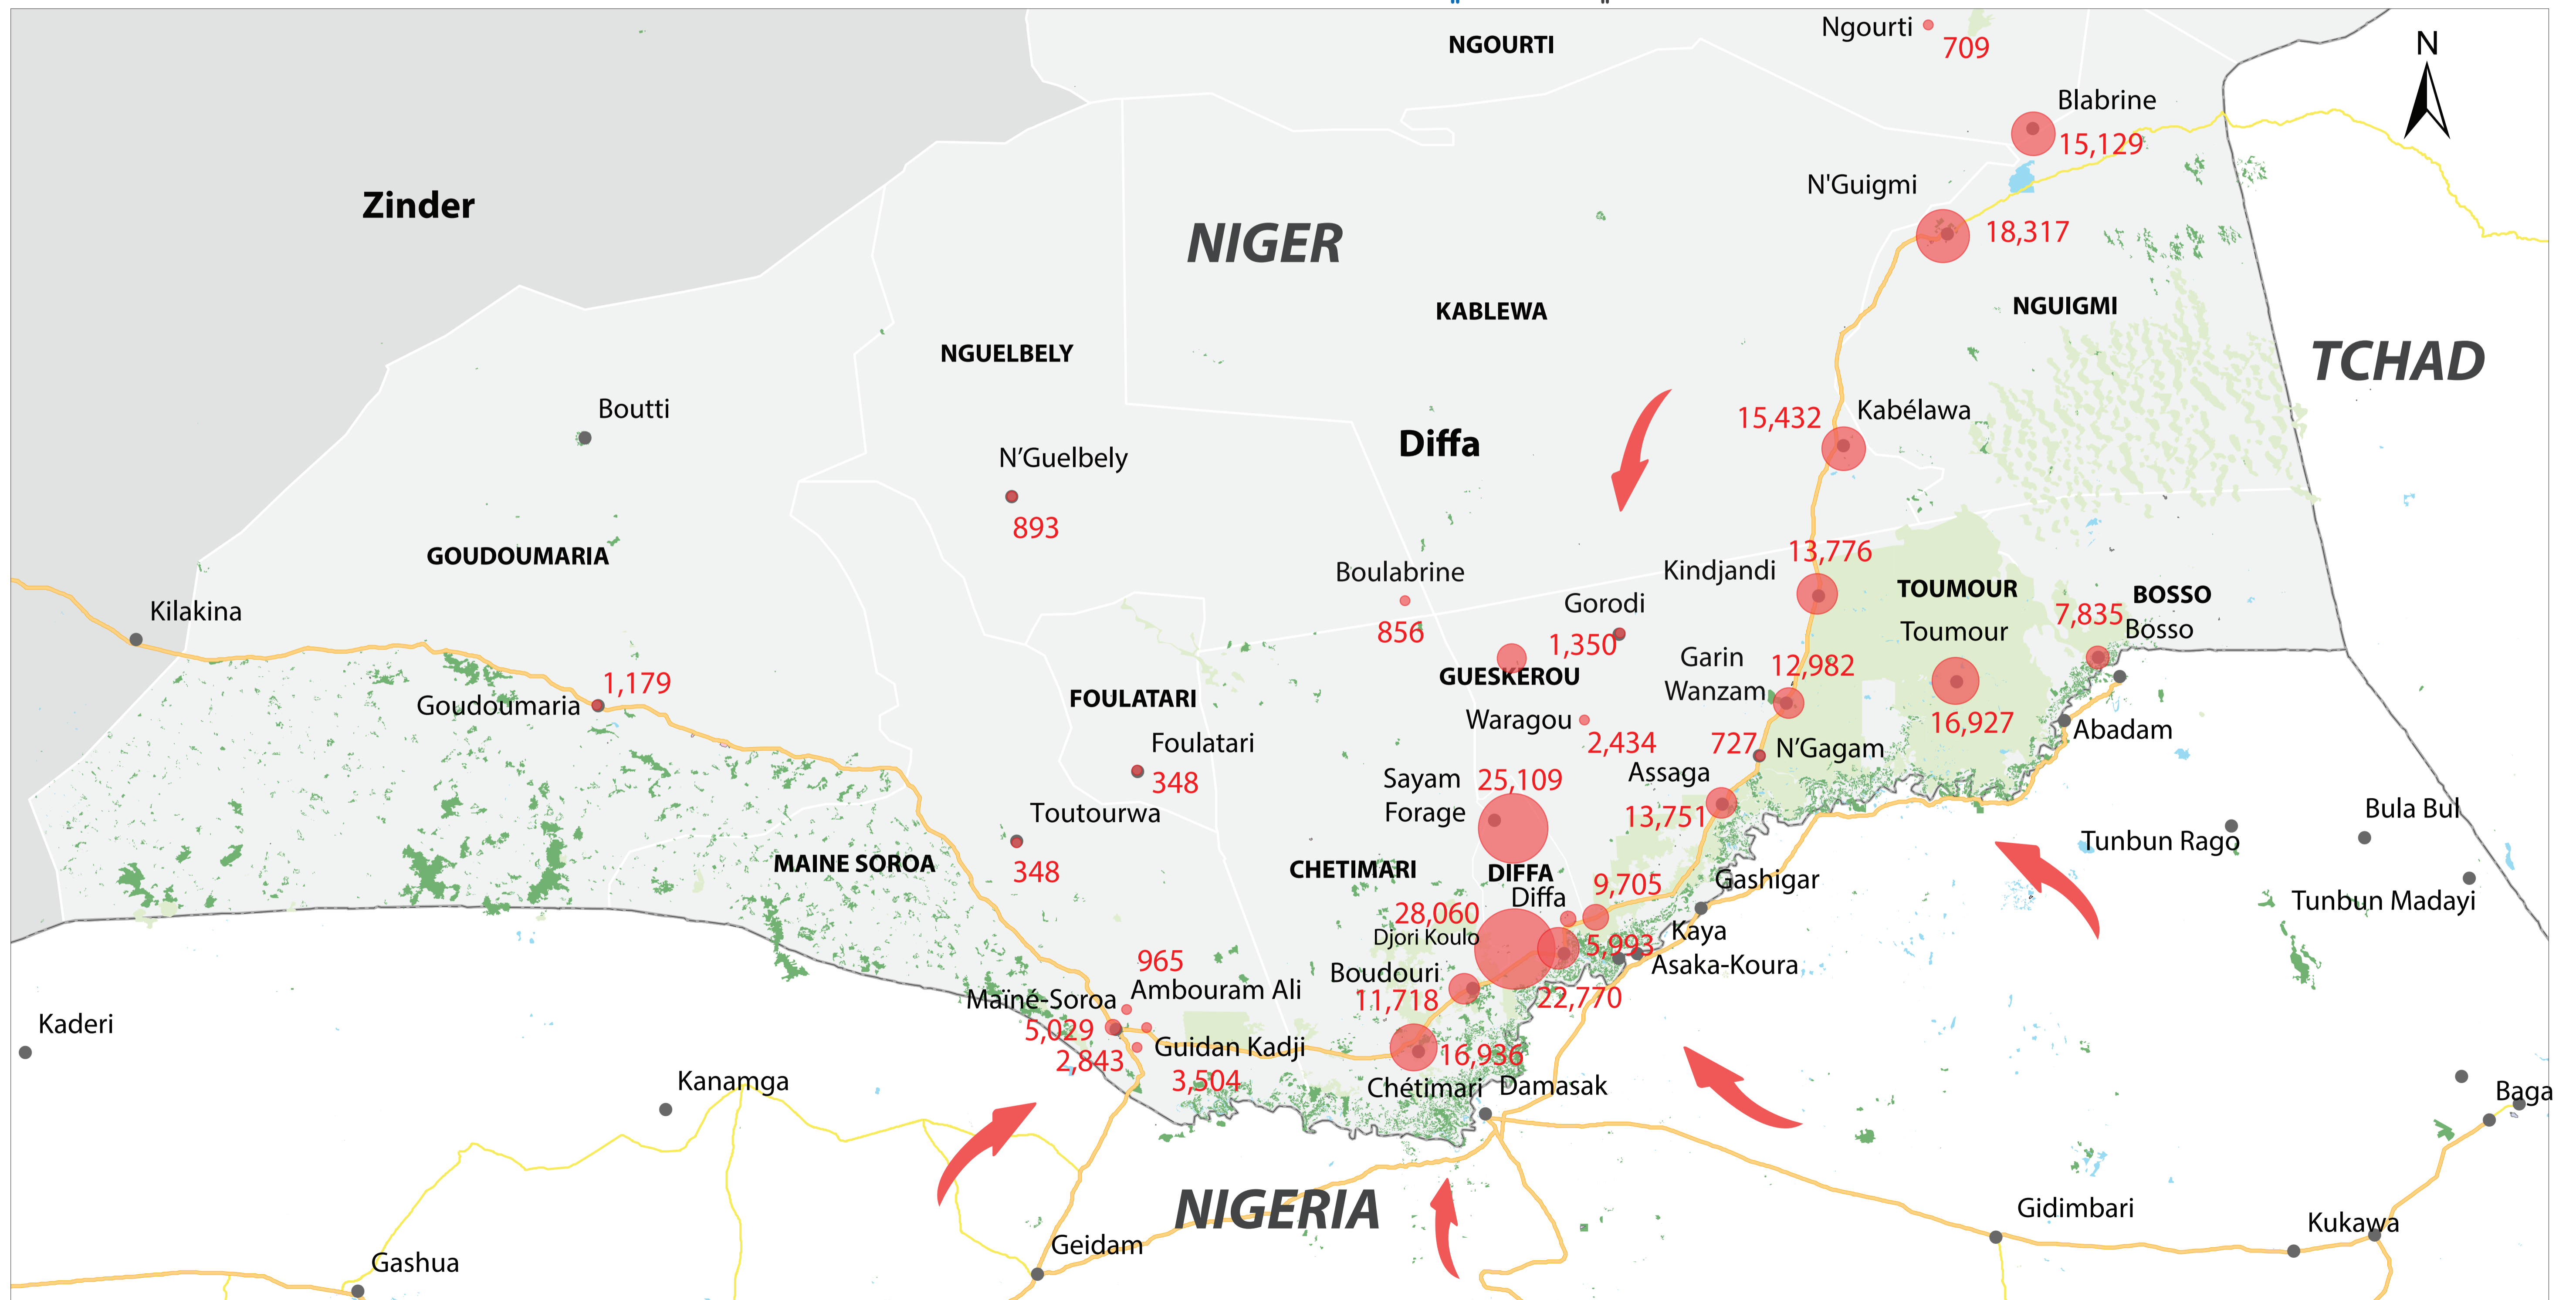 Ngourti
709
NGOURTI
N
Blabrine
15,129
N'Guigmi
Zinder
18,317
NIGER
NGUIGMI
KABLEWA
TCHAD
NGUELBELY
Boutti
15,432
Kabélawa
Diffa
N’Guelbely
893
13,776
GOUDOUMARIA
Boulabrine
Kindjandi
TOUMOUR
BOSSO
Gorodi
7,835
Kilakina
856
1,350
Toumour
Bosso
Garin
Wanzam
12,982
GUESKEROU
1,179
Goudoumaria
FOULATARI
Waragou
2,434
16,927
Abadam
Foulatari
348
727
N’Gagam
Assaga
Sayam
Forage
25,109
13,751
Toutourwa
348
Bula Bul
Tunbun Rago
MAINE SOROA
CHETIMARI
DIFFA
Diffa
9,705
Gashigar
Tunbun Madayi
28,060
Djori Koulo
5,993
Kaya
965
Ambouram Ali
Boudouri
11,718
22,770
Asaka-Koura
Maïné-Soroa
5,029
2,843
Guidan Kadji
3,504
16,936
Chétimari
Damasak
Kaderi
Kanamga
Baga
NIGERIA
Gidimbari
Kukawa
Geidam
Gashua